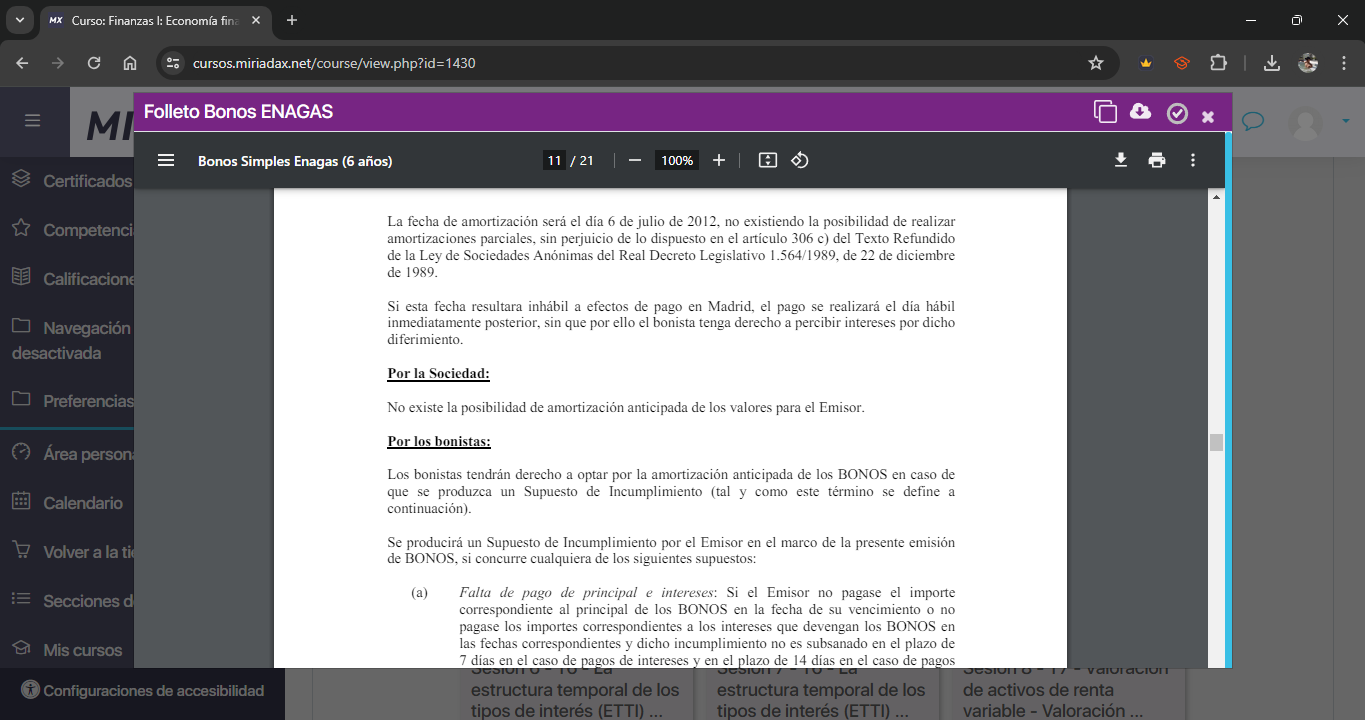 MX Curso: Finanzas I: Economía fina
cursos.miriadax.net/course/view.php?id=1430
Folleto Bonos ENAGAS
Bonos Simples Enagas (6 años)
11 / 21
100%
La fecha de amortización será el día 6 de julio de 2012, no existiendo la posibilidad de realizar
amortizaciones parciales, sin perjuicio de lo dispuesto en el artículo 306 c) del Texto Refundido
de la Ley de Sociedades Anónimas del Real Decreto Legislativo 1.564/1989, de 22 de diciembre
de 1989.
Si esta fecha resultara inhábil a efectos de pago en Madrid, el pago se realizará el día hábil
inmediatamente posterior, sin que por ello el bonista tenga derecho a percibir intereses por dicho
diferimiento.
Por la Sociedad:
No existe la posibilidad de amortización anticipada de los valores para el Emisor.
Por los bonistas:
Los bonistas tendrán derecho a optar por la amortización anticipada de los BONOS en caso de
que se produzca un Supuesto de Incumplimiento (tal y como este término se define a
continuación).
Se producirá un Supuesto de Incumplimiento por el Emisor en el marco de la presente emisión
de BONOS, si concurre cualquiera de los siguientes supuestos:
(a) Falta de pago de principal e intereses: Si el Emisor no pagase el importe
correspondiente al principal de los BONOS en la fecha de su vencimiento o no
pagase los importes correspondientes a los intereses que devengan los BONOS en
las fechas correspondientes y dicho incumplimiento no es subsanado en el plazo de
7 días en el caso de pagos de intereses y en el plazo de 14 días en el caso de pagos
MI
Certificados
Competenci
Calificacione
Navegación
desactivada
Preferencias
Área persona
Calendario
Volver a la tie
Secciones d
Mis cursos
Configuraciones de accesibilidad
Sesión 6 - T6 - La
estructura temporal de los
tipos de interés (ETTI) ...
Sesión 7 - T6 - La
estructura temporal de los
tipos de interés (ETTI) ...
Sesión 8 - T7 - Valoración
de activos de renta
variable - Valoración ...